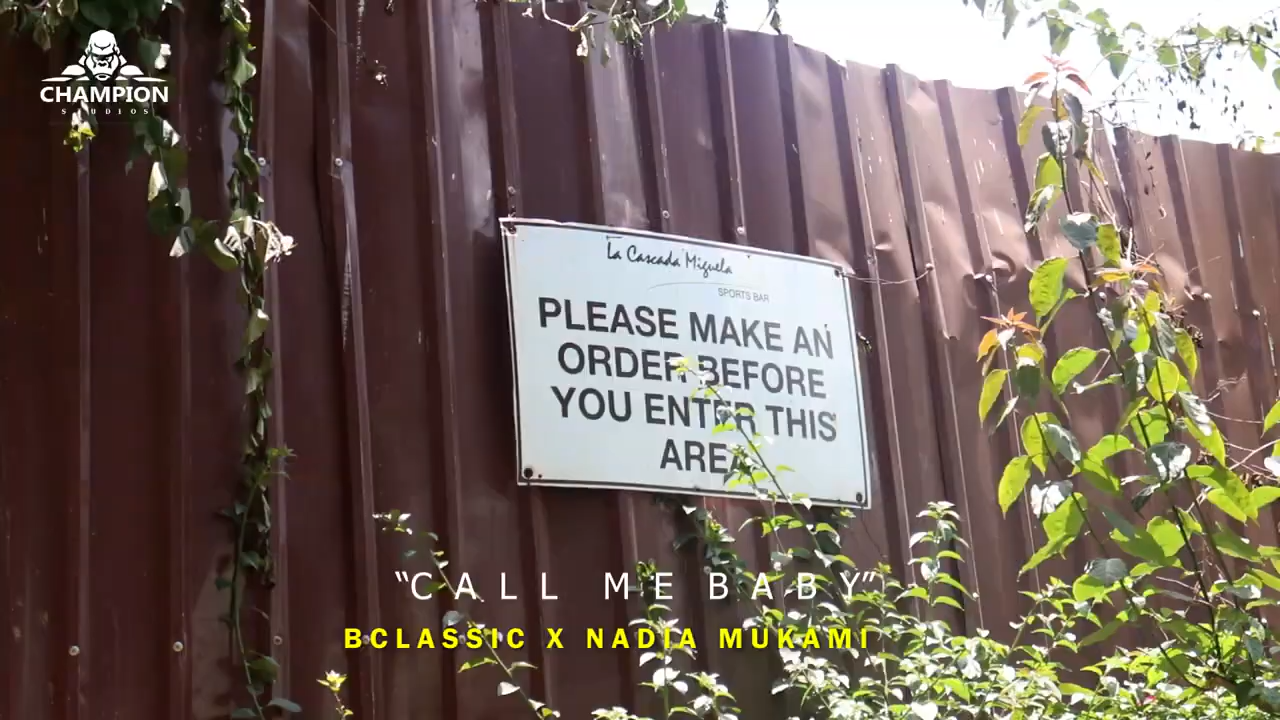 CHAMPION
STUDIOS
La Cascada Miguela
SPORTS BAR
PLEASE MAKE AN
ORDER BEFORE
YOU ENTER THIS
AREA
“CALL ME BABY”
BCLASSIC X NADIA MUKAMI